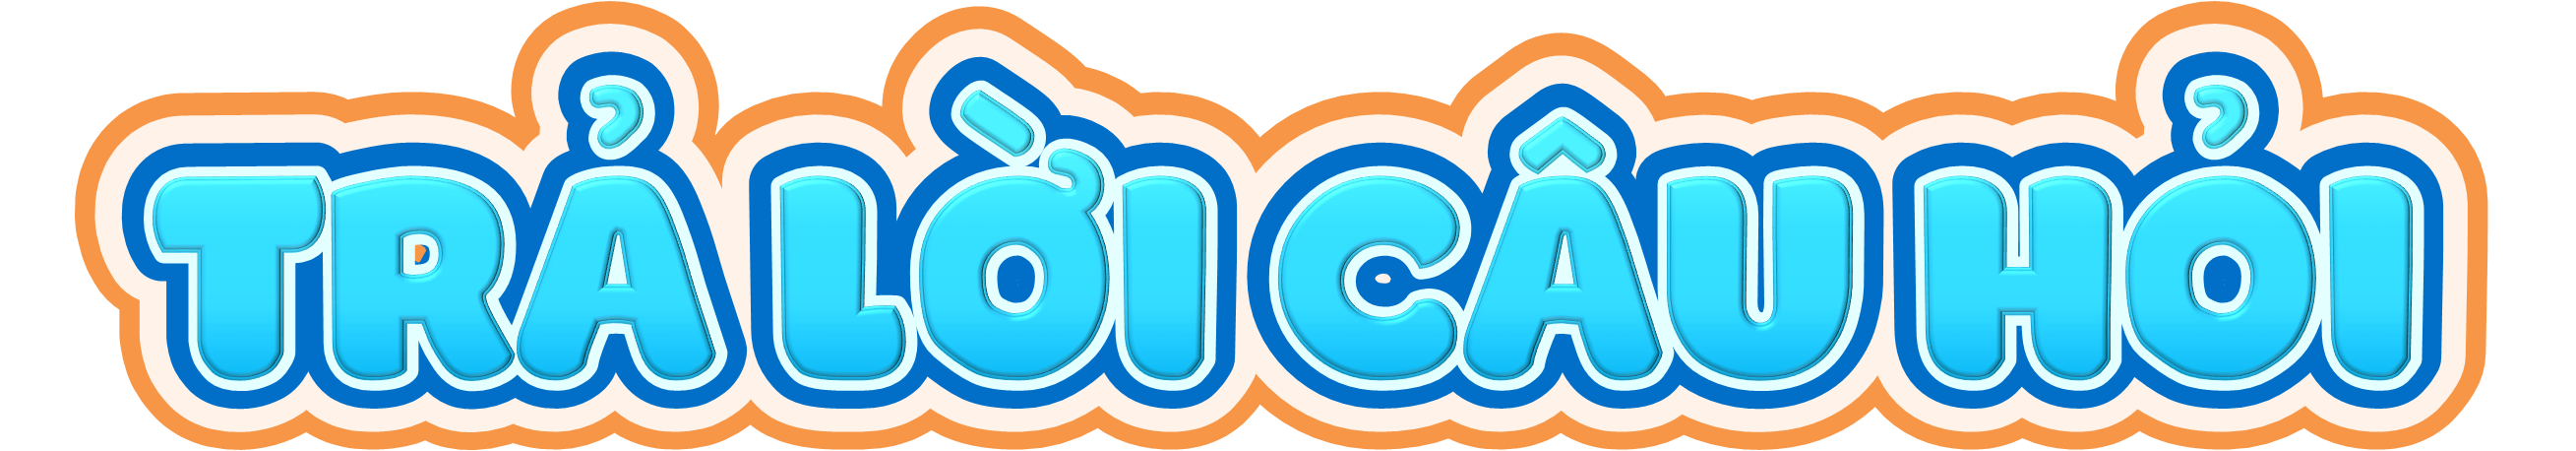 TRẢ LỜI CÂU HỎI